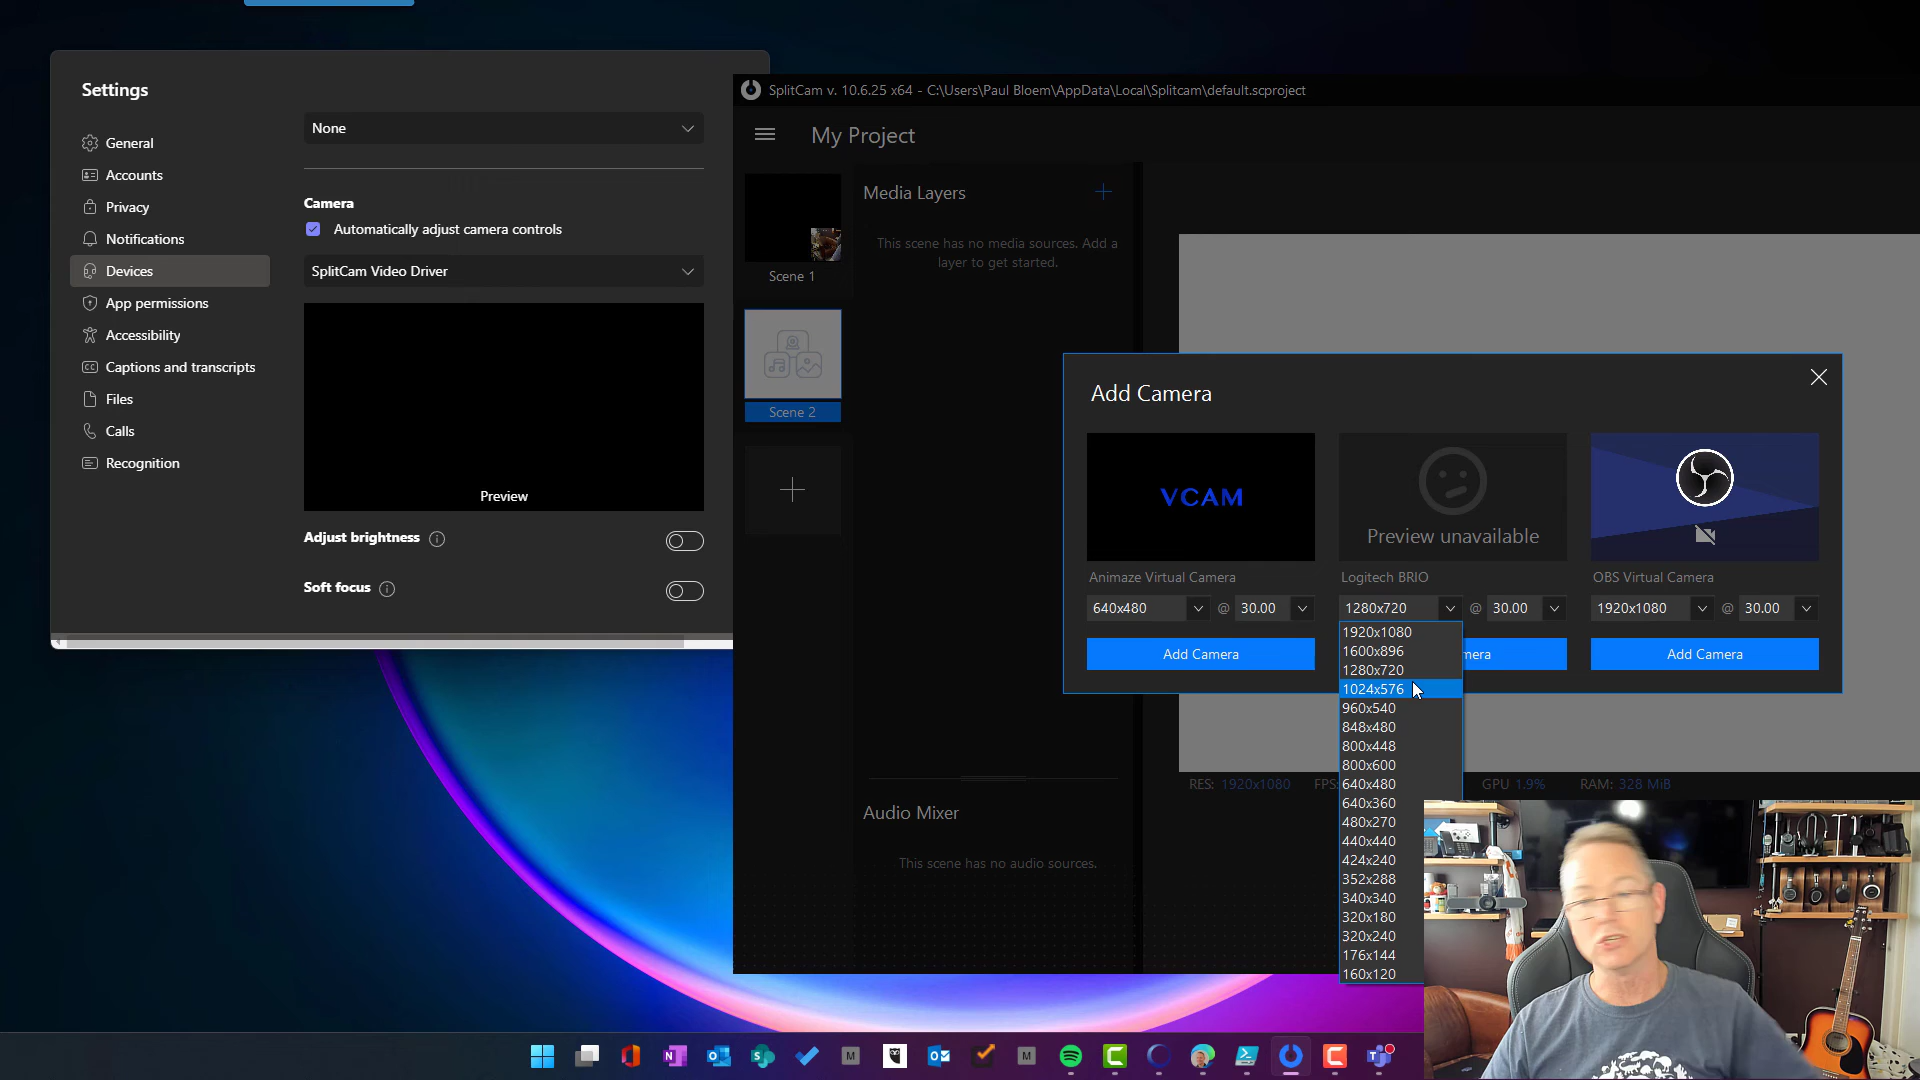 Settings
General
Accounts
Privacy
Notifications
Devices
App permissions
Accessibility
Captions and transcripts
Files
Calls
Recognition
None
Camera
Automatically adjust camera controls
SplitCam Video Driver
Preview
Adjust brightness
Soft focus
SplitCam v. 10.6.25 x64 - C:\Users\Paul Bloem\AppData\Local\Splitcam\default.scproject
My Project
Scene 1
Scene 2
Media Layers
This scene has no media sources. Add a
layer to get started.
Audio Mixer
This scene has no audio sources.
Add Camera
VCAM
Animaze Virtual Camera
640x480 @ 30.00
Add Camera
Preview unavailable
Logitech BRIO
1280x720 @ 30.00
mera
1920x1080
1600x896
1280x720
1024x576
960x540
848x480
800x448
800x600
640x480
640x360
480x270
440x440
424x240
352x288
340x340
320x180
320x240
176x144
160x120
OBS Virtual Camera
1920x1080 @ 30.00
Add Camera
RES: 1920x1080 FPS: GPU 1.9% RAM: 328 MiB